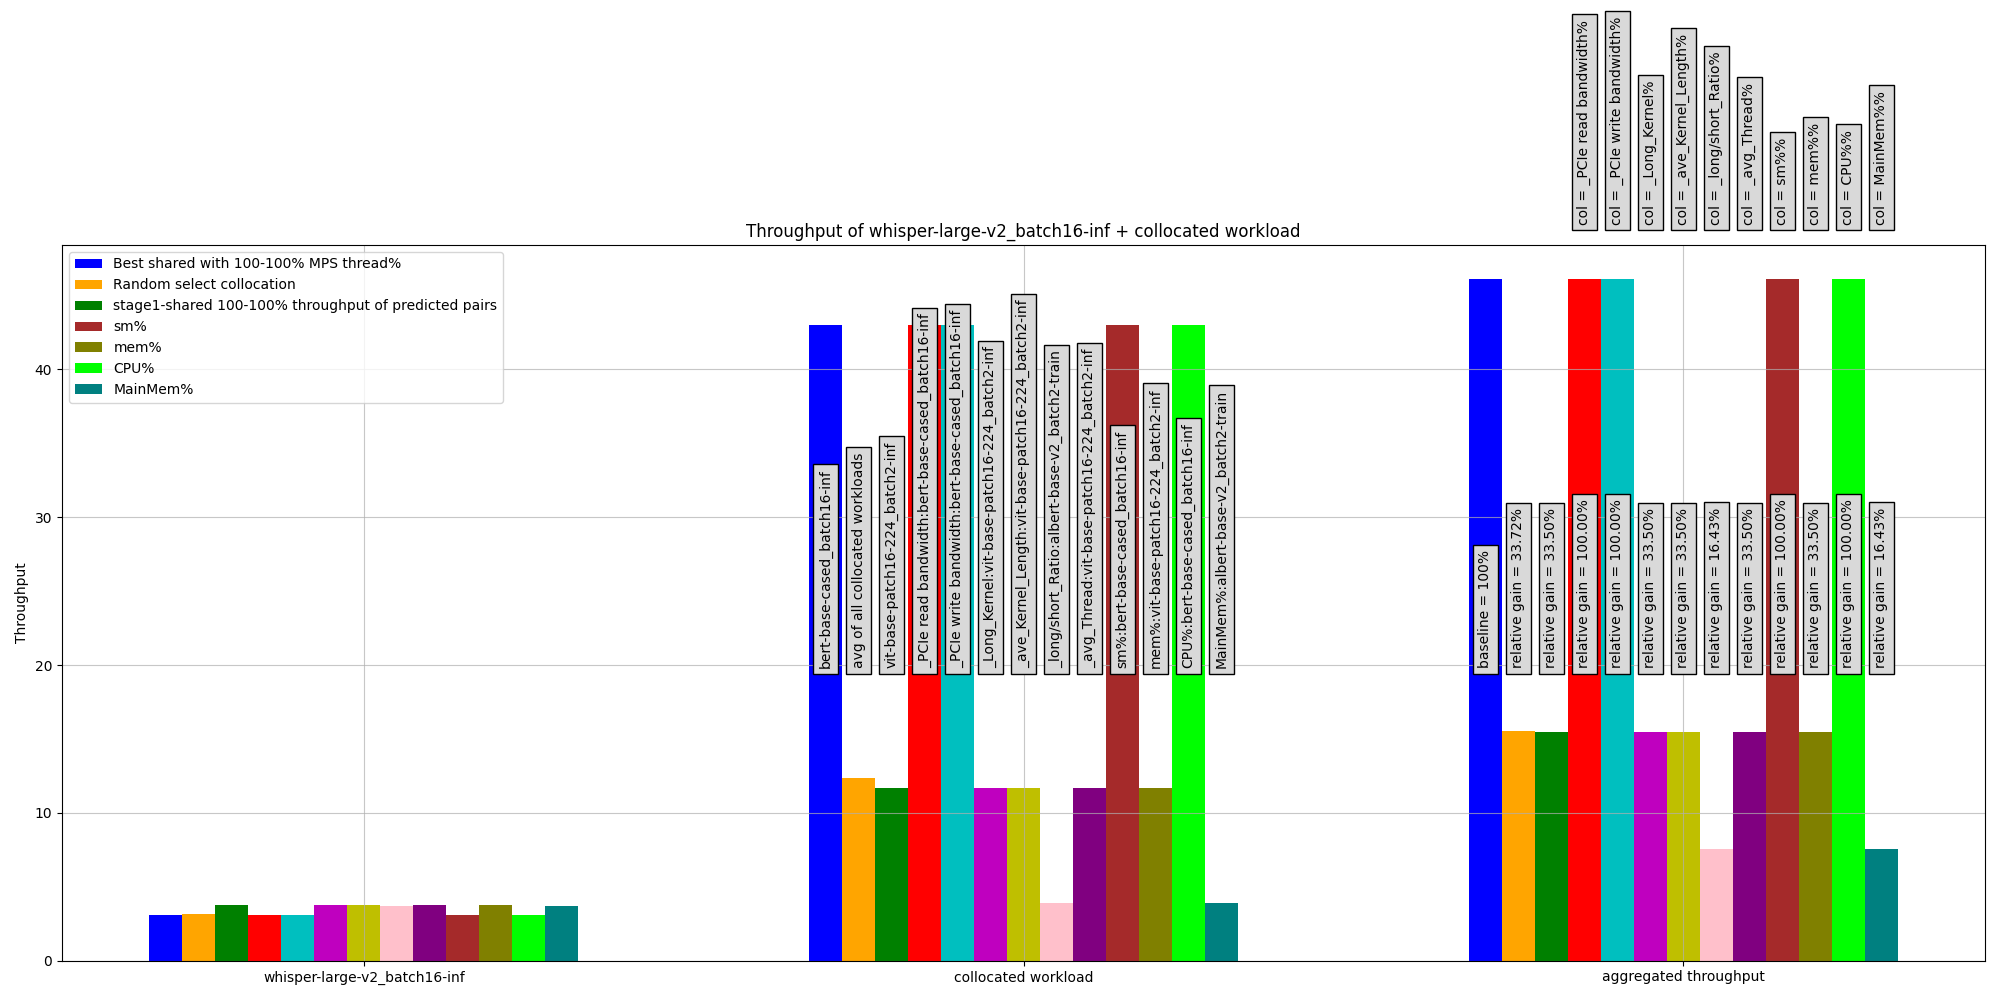 col = _PCIe read bandwidth%
col = _PCIe write bandwidth%
col = _Long_Kernel%
col = _ave_Kernel_Length%
col = _long/short_Ratio%
col = _avg_Thread%
col = sm%%
col = mem%%
col = CPU%%
col = MainMem%%
Throughput of whisper-large-v2_batch16-inf + collocated workload
Best shared with 100-100% MPS thread%
Random select collocation
stage1-shared 100-100% throughput of predicted pairs
sm%
mem%
CPU%
MainMem%
Throughput
40
30
20
10
0
bert-base-cased_batch16-inf
avg of all collocated workloads
vit-base-patch16-224_batch2-inf
_PCIe read bandwidth:bert-base-cased_batch16-inf
_PCIe write bandwidth:bert-base-cased_batch16-inf
_Long_Kernel:vit-base-patch16-224_batch2-inf
_ave_Kernel_Length:vit-base-patch16-224_batch2-inf
_long/short_Ratio:albert-base-v2_batch2-train
_avg_Thread:vit-base-patch16-224_batch2-inf
sm%:bert-base-cased_batch16-inf
mem%:vit-base-patch16-224_batch2-inf
CPU%:bert-base-cased_batch16-inf
MainMem%:albert-base-v2_batch2-train
baseline = 100%
relative gain = 33.72%
relative gain = 33.50%
relative gain = 100.00%
relative gain = 100.00%
relative gain = 33.50%
relative gain = 33.50%
relative gain = 16.43%
relative gain = 33.50%
relative gain = 100.00%
relative gain = 33.50%
relative gain = 100.00%
relative gain = 16.43%
whisper-large-v2_batch16-inf
collocated workload
aggregated throughput